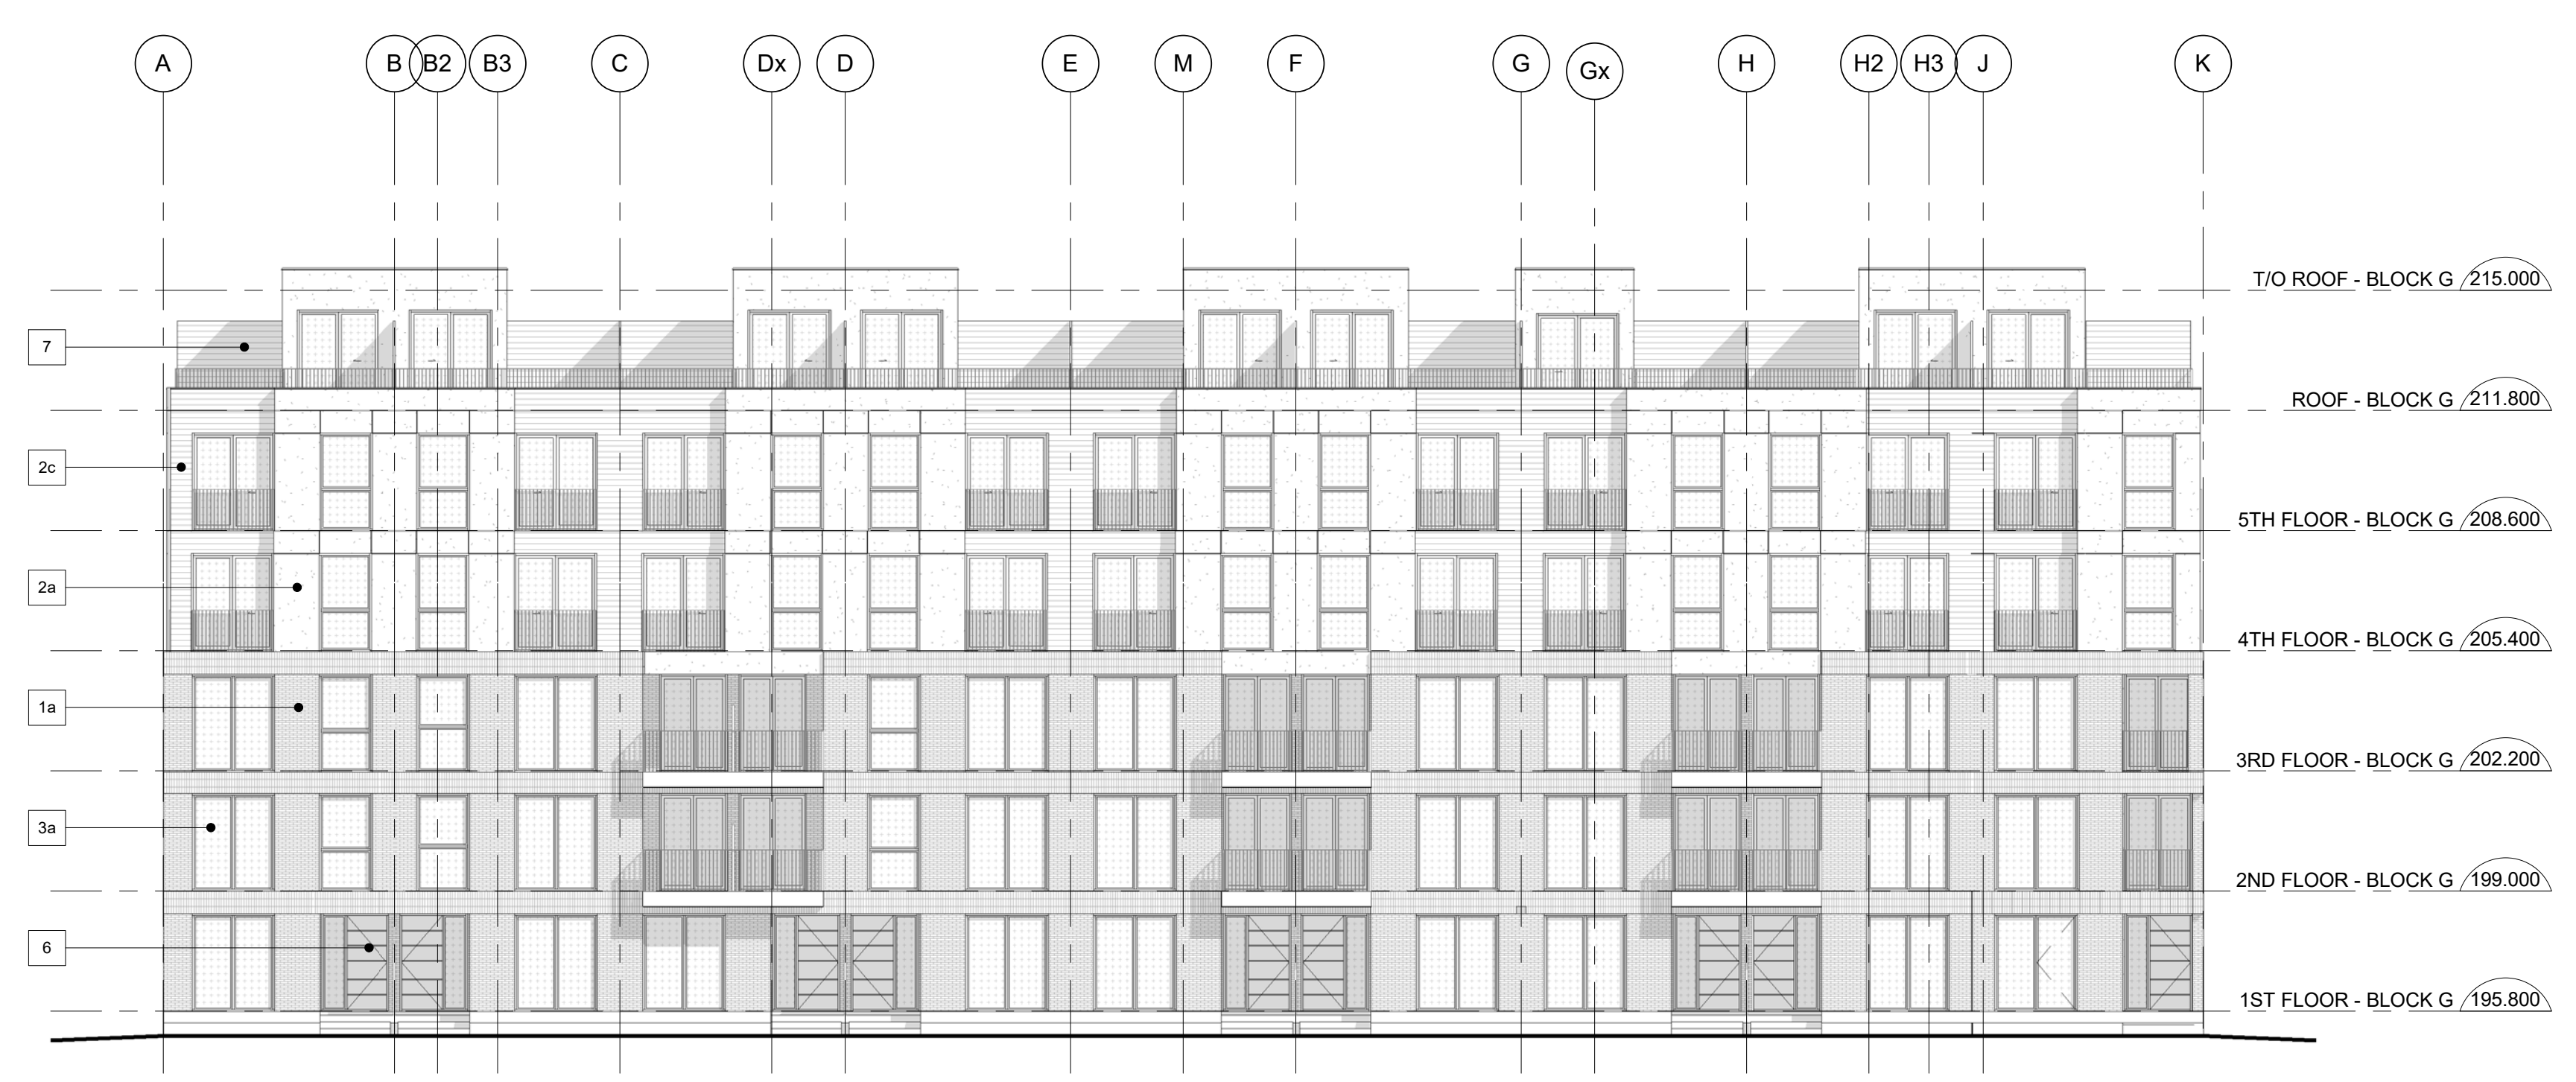 A B B2 B3 C Dx D E M F G Gx H H2 H3 J K
T/O ROOF - BLOCK G 215.000
7
ROOF - BLOCK G 211.800
2c
5TH FLOOR - BLOCK G 208.600
2a
4TH FLOOR - BLOCK G 205.400
1a
3RD FLOOR - BLOCK G 202.200
3a
2ND FLOOR - BLOCK G 199.000
6
1ST FLOOR - BLOCK G 195.800